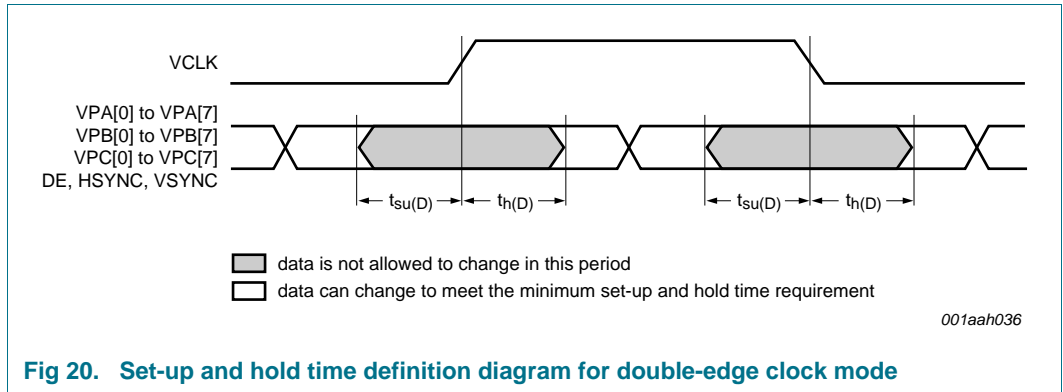 VCLK
VPA[0] to VPA[7]
VPB[0] to VPB[7]
VPC[0] to VPC[7]
DE, HSYNC, VSYNC
tsu(D) th(D) tsu(D) th(D)
data is not allowed to change in this period
data can change to meet the minimum set-up and hold time requirement
001aah036
Fig 20. Set-up and hold time definition diagram for double-edge clock mode